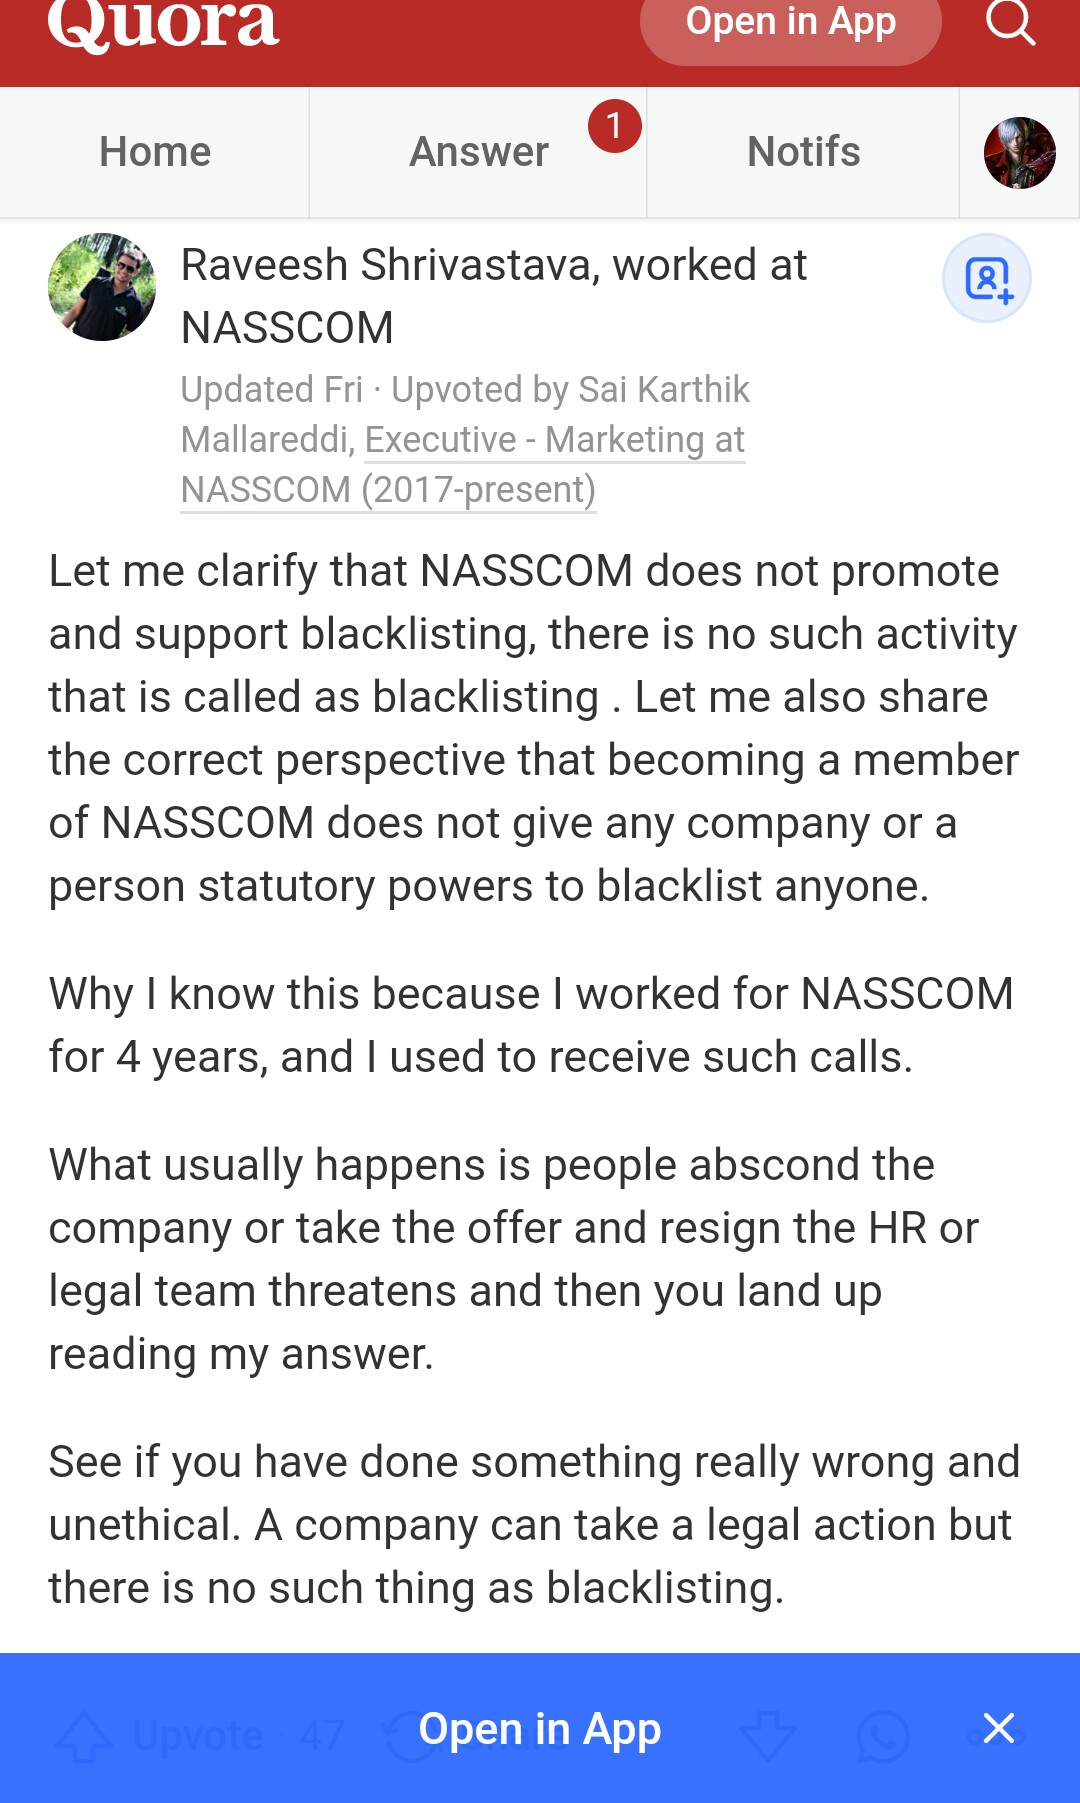 Quora
Open in App
Home
Answer
1
Notifs
Raveesh Shrivastava, worked at
NASSCOM
Updated Fri · Upvoted by Sai Karthik
Mallareddi, Executive - Marketing at
NASSCOM (2017-present)
Let me clarify that NASSCOM does not promote
and support blacklisting, there is no such activity
that is called as blacklisting . Let me also share
the correct perspective that becoming a member
of NASSCOM does not give any company or a
person statutory powers to blacklist anyone.
Why I know this because I worked for NASSCOM
for 4 years, and I used to receive such calls.
What usually happens is people abscond the
company or take the offer and resign the HR or
legal team threatens and then you land up
reading my answer.
See if you have done something really wrong and
unethical. A company can take a legal action but
there is no such thing as blacklisting.
Upvote · 47
Open in App